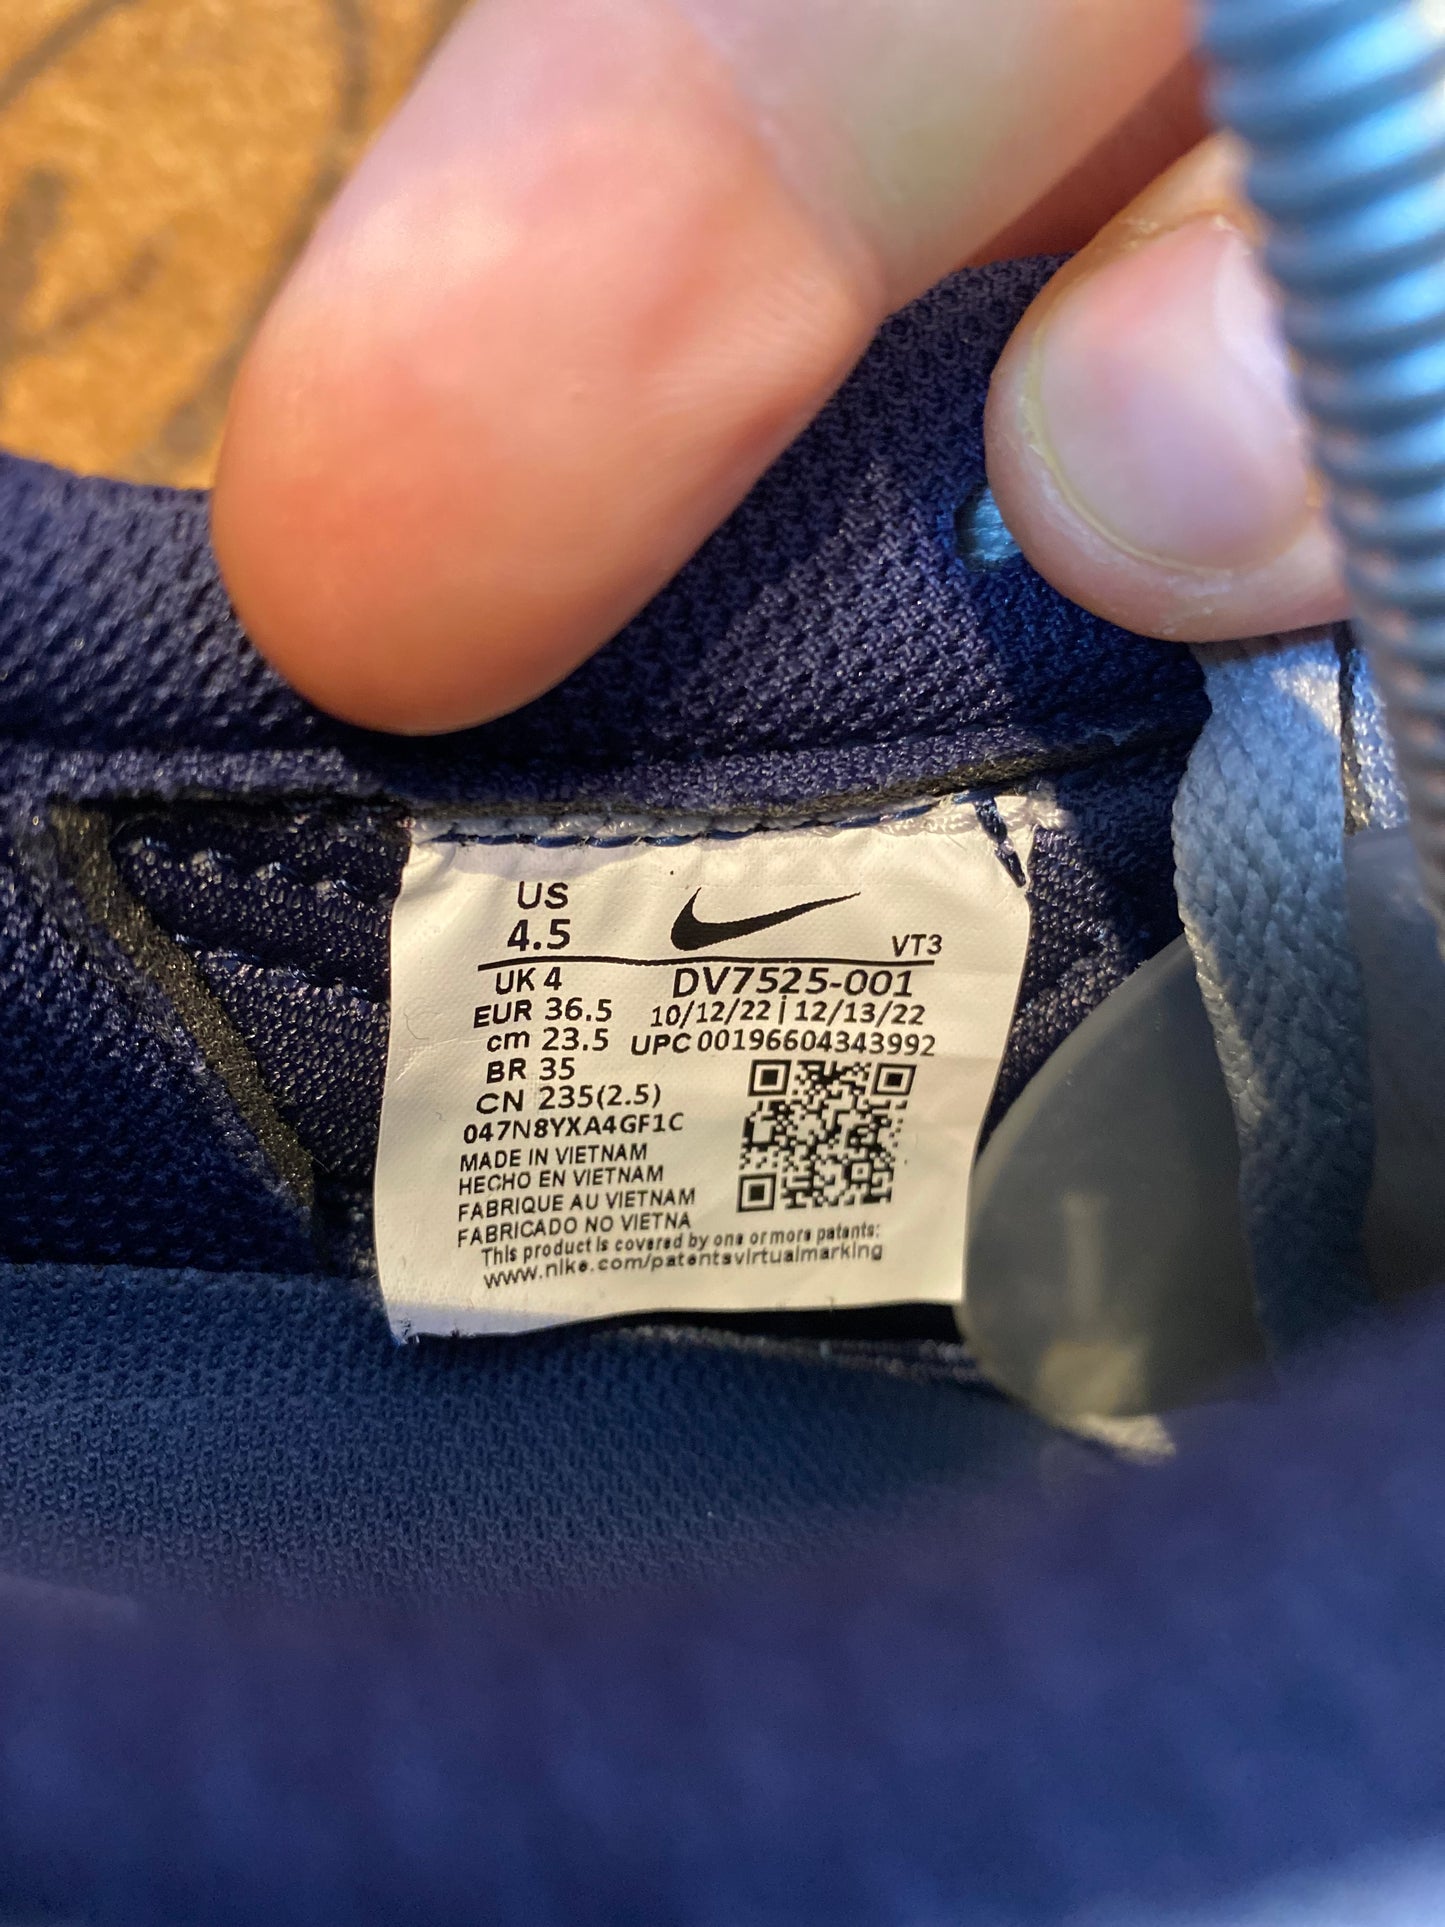 US
4.5
VT3
UK 4
DV7525-001
EUR 36.5
10/12/22 | 12/13/22
cm 23.5
UPC 00196604343992
BR 35
CN 235(2.5)
047N8YXA4GF1C
MADE IN VIETNAM
HECHO EN VIETNAM
FABRIQUE AU VIETNAM
FABRICADO NO VIETNA
This product is covered by one or more patents:
www.nike.com/patentsvirtualmarking